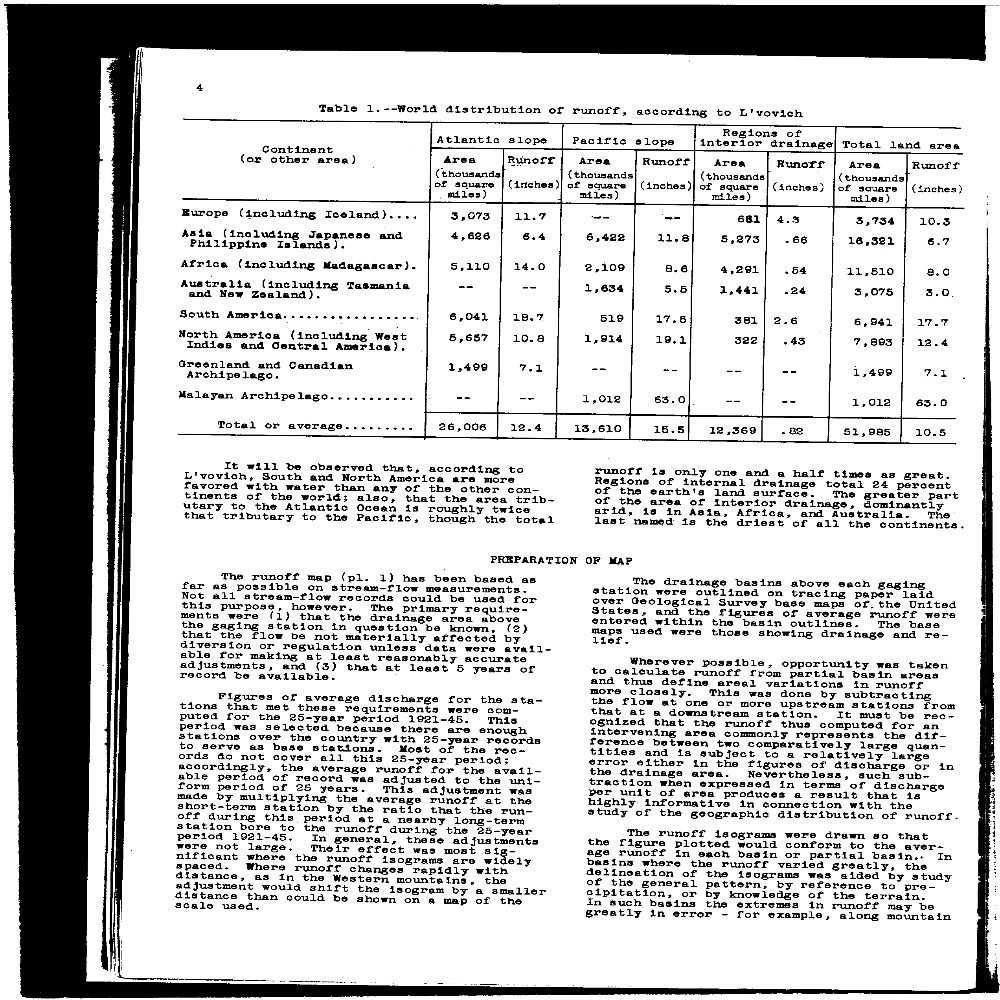 4
Table 1.--World distribution of runoff, according to L'vovich
Continent (or other area) | Atlantic slope | Pacific slope | Regions of interior drainage | Total land area
Area (thousands of square miles) | Runoff (inches) | Area (thousands of square miles) | Runoff (inches) | Area (thousands of square miles) | Runoff (inches) | Area (thousands of square miles) | Runoff (inches)
Europe (including Iceland).... 3,073 11.7 -- -- 661 4.3 3,734 10.3
Asia (including Japanese and Philippine Islands). 4,626 6.4 6,422 11.8 5,273 .66 16,321 6.7
Africa (including Madagascar). 5,110 14.0 2,109 8.6 4,291 .54 11,510 8.0
Australia (including Tasmania and New Zealand). -- -- 1,634 5.5 1,441 .24 3,075 3.0
South America................. 6,041 18.7 519 17.5 381 2.6 6,941 17.7
North America (including West Indies and Central America). 5,657 10.8 1,914 19.1 322 .43 7,893 12.4
Greenland and Canadian Archipelago. 1,499 7.1 -- -- -- -- 1,499 7.1
Malayan Archipelago........... -- -- 1,012 63.0 -- -- 1,012 63.0
Total or average......... 26,006 12.4 13,610 15.5 12,369 .82 51,985 10.5
It will be observed that, according to
L'vovich, South and North America are more
favored with water than any of the other con-
tinents of the world; also, that the area trib-
utary to the Atlantic Ocean is roughly twice
that tributary to the Pacific, though the total
runoff is only one and a half times as great.
Regions of internal drainage total 24 percent
of the earth's land surface. The greater part
of the area of interior drainage, dominantly
arid, is in Asia, Africa, and Australia. The
last named is the driest of all the continents.
PREPARATION OF MAP
The runoff map (pl. 1) has been based as
far as possible on stream-flow measurements.
Not all stream-flow records could be used for
this purpose, however. The primary require-
ments were (1) that the drainage area above
the gaging station in question be known, (2)
that the flow be not materially affected by
diversion or regulation unless data were avail-
able for making at least reasonably accurate
adjustments, and (3) that at least 5 years of
record be available.
Figures of average discharge for the sta-
tions that met these requirements were com-
puted for the 25-year period 1921-45. This
period was selected because there are enough
stations over the country with 25-year records
to serve as base stations. Most of the rec-
ords do not cover all this 25-year period;
accordingly, the average runoff for the avail-
able period of record was adjusted to the uni-
form period of 25 years. This adjustment was
made by multiplying the average runoff at the
short-term station by the ratio that the run-
off during this period at a nearby long-term
station bore to the runoff during the 25-year
period 1921-45. In general, these adjustments
were not large. Their effect was most sig-
nificant where the runoff isograms are widely
spaced. Where runoff changes rapidly with
distance, as in the Western mountains, the
adjustment would shift the isogram by a smaller
distance than could be shown on a map of the
scale used.
The drainage basins above each gaging
station were outlined on tracing paper laid
over Geological Survey base maps of the United
States, and the figures of average runoff were
entered within the basin outlines. The base
maps used were those showing drainage and re-
lief.
Wherever possible, opportunity was taken
to calculate runoff from partial basin areas
and thus define areal variations in runoff
more closely. This was done by subtracting
the flow at one or more upstream stations from
that at a downstream station. It must be rec-
ognized that the runoff thus computed for an
intervening area commonly represents the dif-
ference between two comparatively large quan-
tities and is subject to a relatively large
error either in the figures of discharge or in
the drainage area. Nevertheless, such sub-
traction when expressed in terms of discharge
per unit of area produces a result that is
highly informative in connection with the
study of the geographic distribution of runoff.
The runoff isograms were drawn so that
the figure plotted would conform to the aver-
age runoff in each basin or partial basin. In
basins where the runoff varied greatly, the
delineation of the isograms was aided by study
of the general pattern, by reference to pre-
cipitation, or by knowledge of the terrain.
In such basins the extremes in runoff may be
greatly in error - for example, along mountain